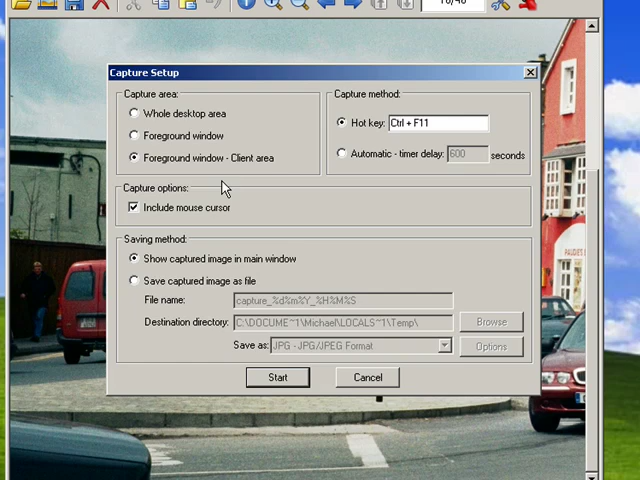 Capture Setup
Capture area:
Whole desktop area
Foreground window
Foreground window - Client area
Capture method:
Hot key: Ctrl + F11
Automatic - timer delay: 600 seconds
Capture options:
Include mouse cursor
Saving method:
Show captured image in main window
Save captured image as file
File name: capture_%d%m%Y_%H%M%S
Destination directory: C:\DOCUME~1\Michael\LOCALS~1\Temp\ Browse
Save as: JPG - JPG/JPEG Format Options
Start Cancel